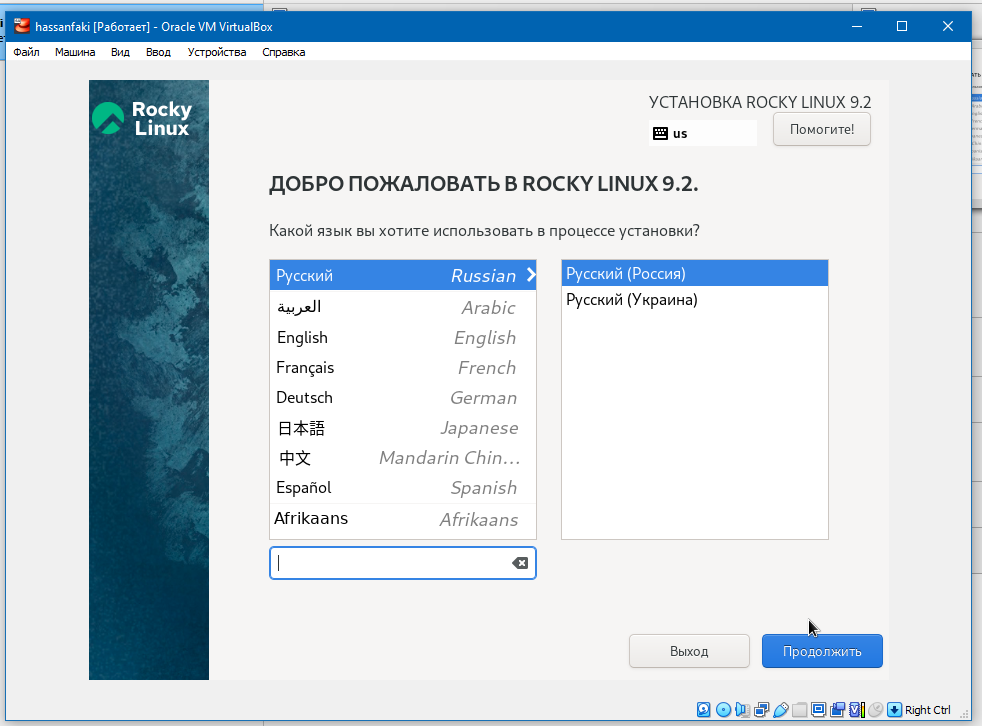 hassanfaki [Работает] - Oracle VM VirtualBox
Файл Машина Вид Ввод Устройства Справка
Rocky
Linux
УСТАНОВКА ROCKY LINUX 9.2
us
Помогите!
ДОБРО ПОЖАЛОВАТЬ В ROCKY LINUX 9.2.
Какой язык вы хотите использовать в процессе установки?
Русский Russian
العربية Arabic
English English
Français French
Deutsch German
日本語 Japanese
中文 Mandarin Chin...
Español Spanish
Afrikaans Afrikaans
Русский (Россия)
Русский (Украина)
Выход
Продолжить
Right Ctrl